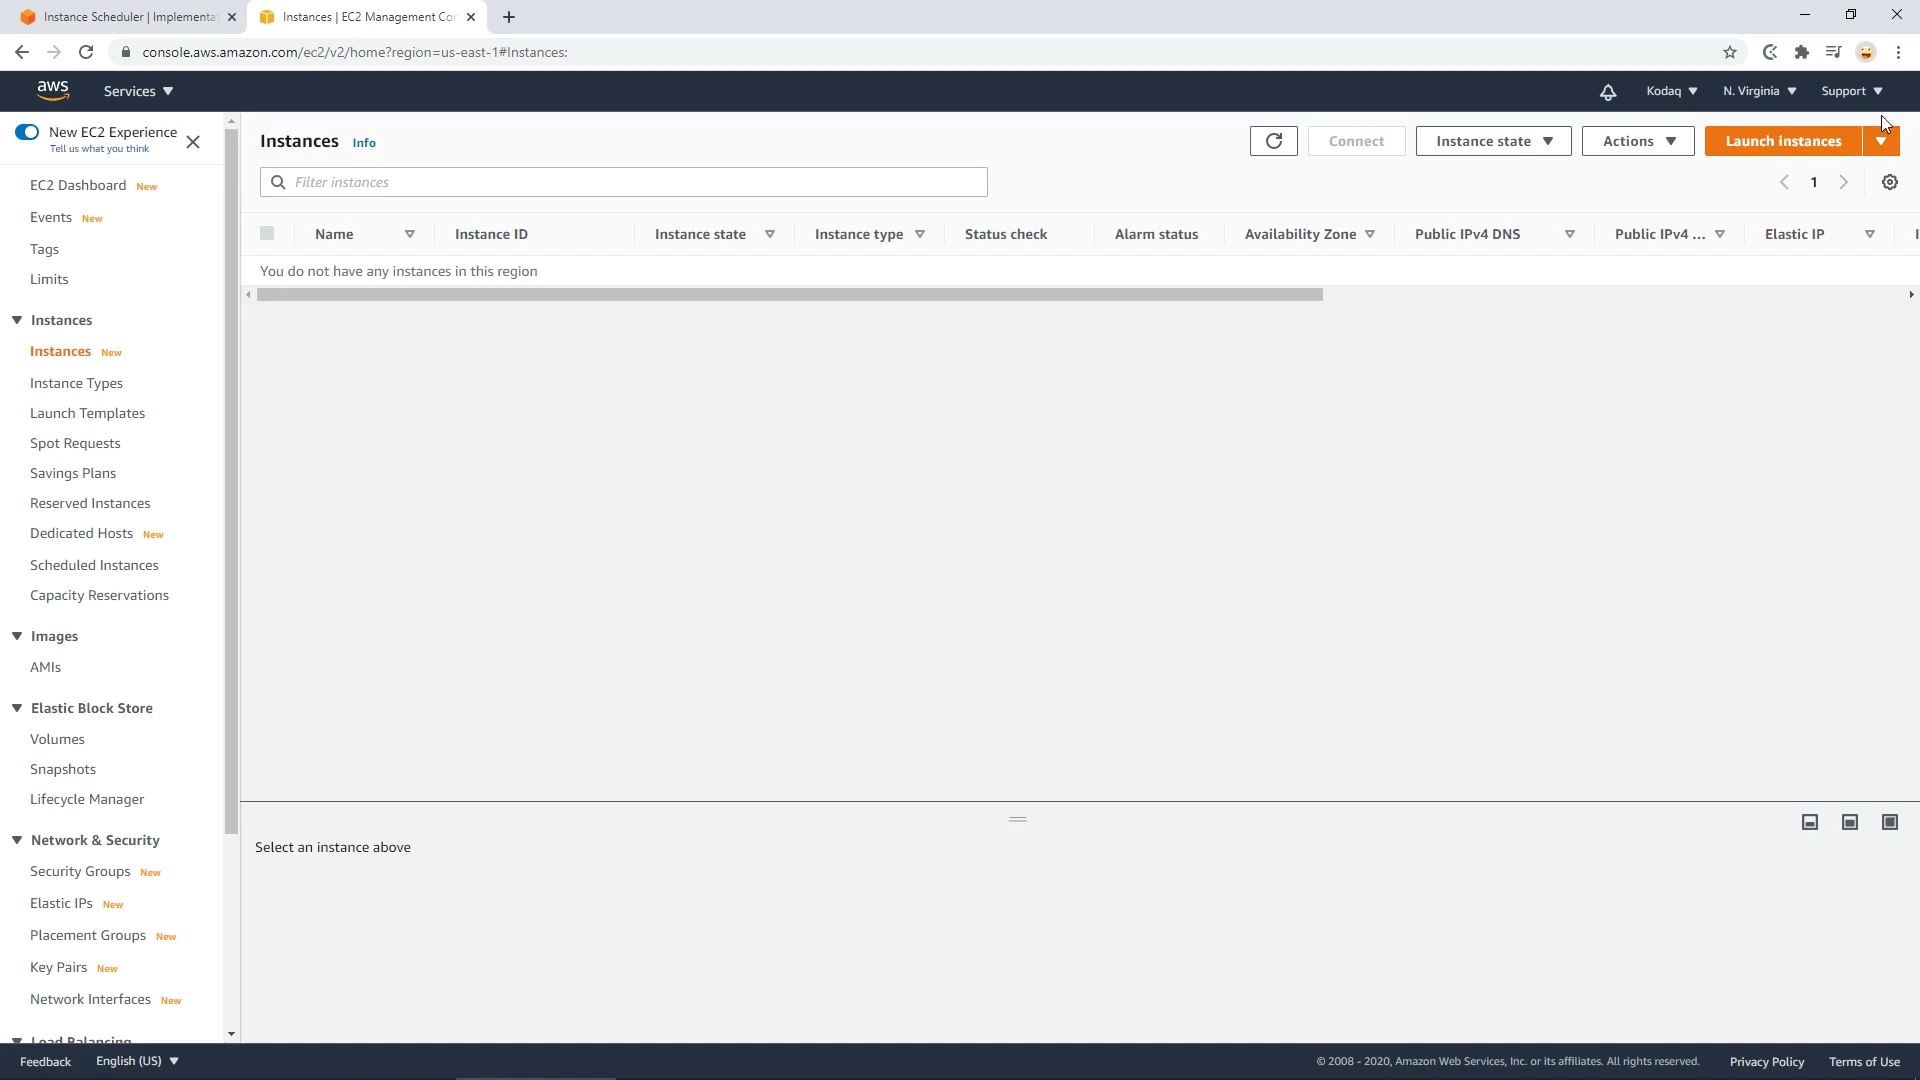 Instance Scheduler | Implementat
Instances | EC2 Management Con
console.aws.amazon.com/ec2/v2/home?region=us-east-1#Instances:
aws
Services
Kodaq
N. Virginia
Support
New EC2 Experience
Tell us what you think
EC2 Dashboard New
Events New
Tags
Limits
Instances
Instances New
Instance Types
Launch Templates
Spot Requests
Savings Plans
Reserved Instances
Dedicated Hosts New
Scheduled Instances
Capacity Reservations
Images
AMIs
Elastic Block Store
Volumes
Snapshots
Lifecycle Manager
Network & Security
Security Groups New
Elastic IPs New
Placement Groups New
Key Pairs New
Network Interfaces New
Load Balancing
Instances Info
Connect
Instance state
Actions
Launch instances
Filter instances
1
Name
Instance ID
Instance state
Instance type
Status check
Alarm status
Availability Zone
Public IPv4 DNS
Public IPv4 ...
Elastic IP
You do not have any instances in this region
Select an instance above
Feedback
English (US)
© 2008 - 2020, Amazon Web Services, Inc. or its affiliates. All rights reserved.
Privacy Policy
Terms of Use